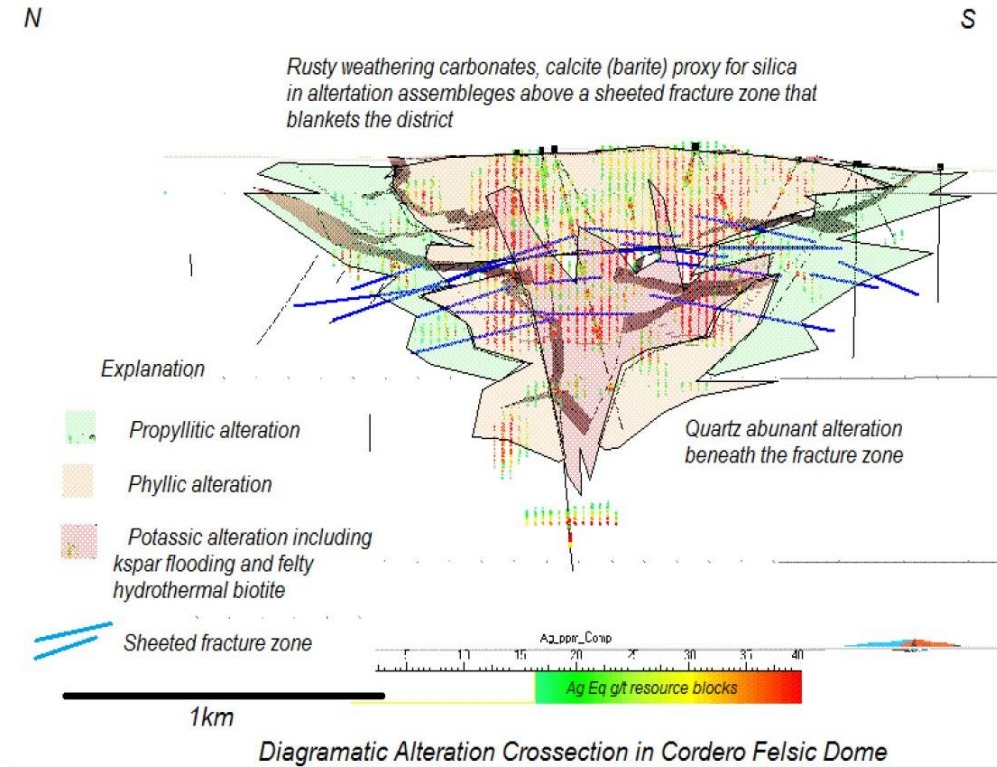 N
S
Rusty weathering carbonates, calcite (barite) proxy for silica
in altertation assembleges above a sheeted fracture zone that
blankets the district
Explanation
Propyllitic alteration
Phyllic alteration
Potassic alteration including
kspar flooding and felty
hydrothermal biotite
Sheeted fracture zone
Quartz abunant alteration
beneath the fracture zone
Ag_ppm_Comp
5 10 15 20 25 30 35 40
Ag Eq g/t resource blocks
1km
Diagramatic Alteration Crossection in Cordero Felsic Dome